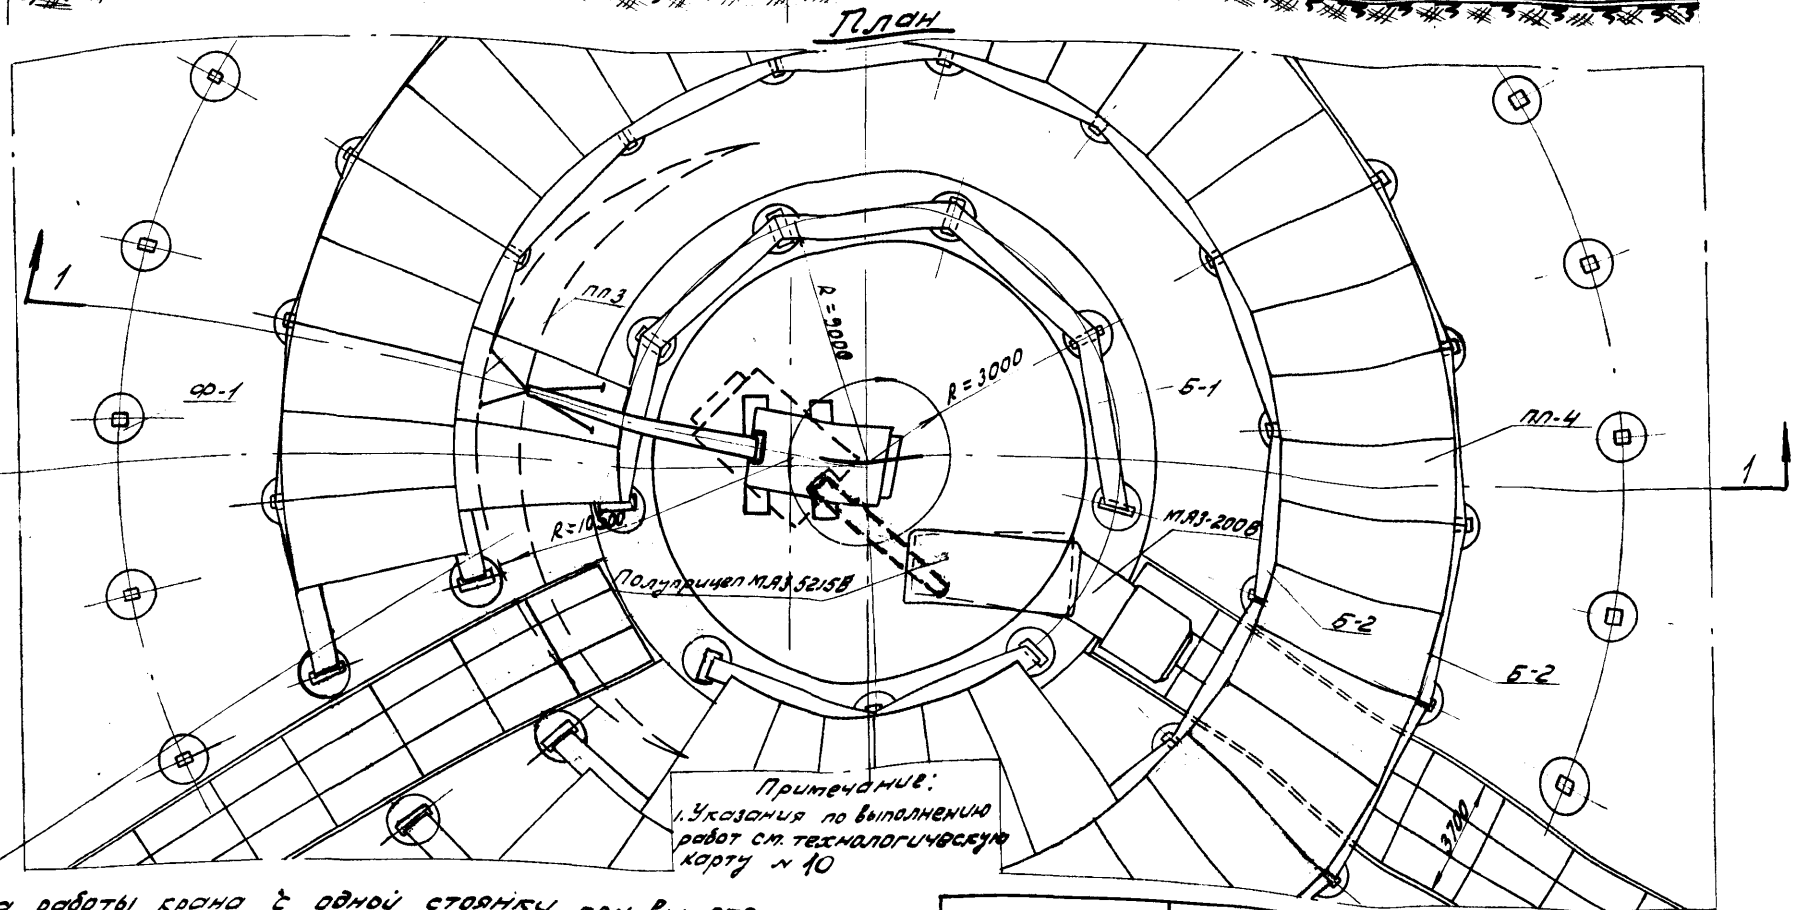 План
1
ПП3
R=9000
R=3000
Б-1
Ф-1
ПП-4
1
R=10500
МАЗ-200В
Полуприцеп МАЗ 5215В
Б-2
Б-2
Примечание:
1. Указания по выполнению
работ см. технологическую
карту № 10
3700
работы крана с одной стоянки